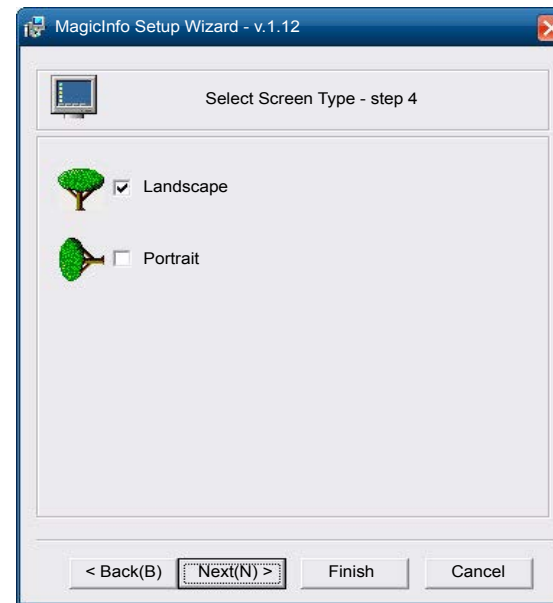 MagicInfo Setup Wizard - v.1.12
Select Screen Type - step 4
Landscape
Portrait
< Back(B) Next(N) > Finish Cancel